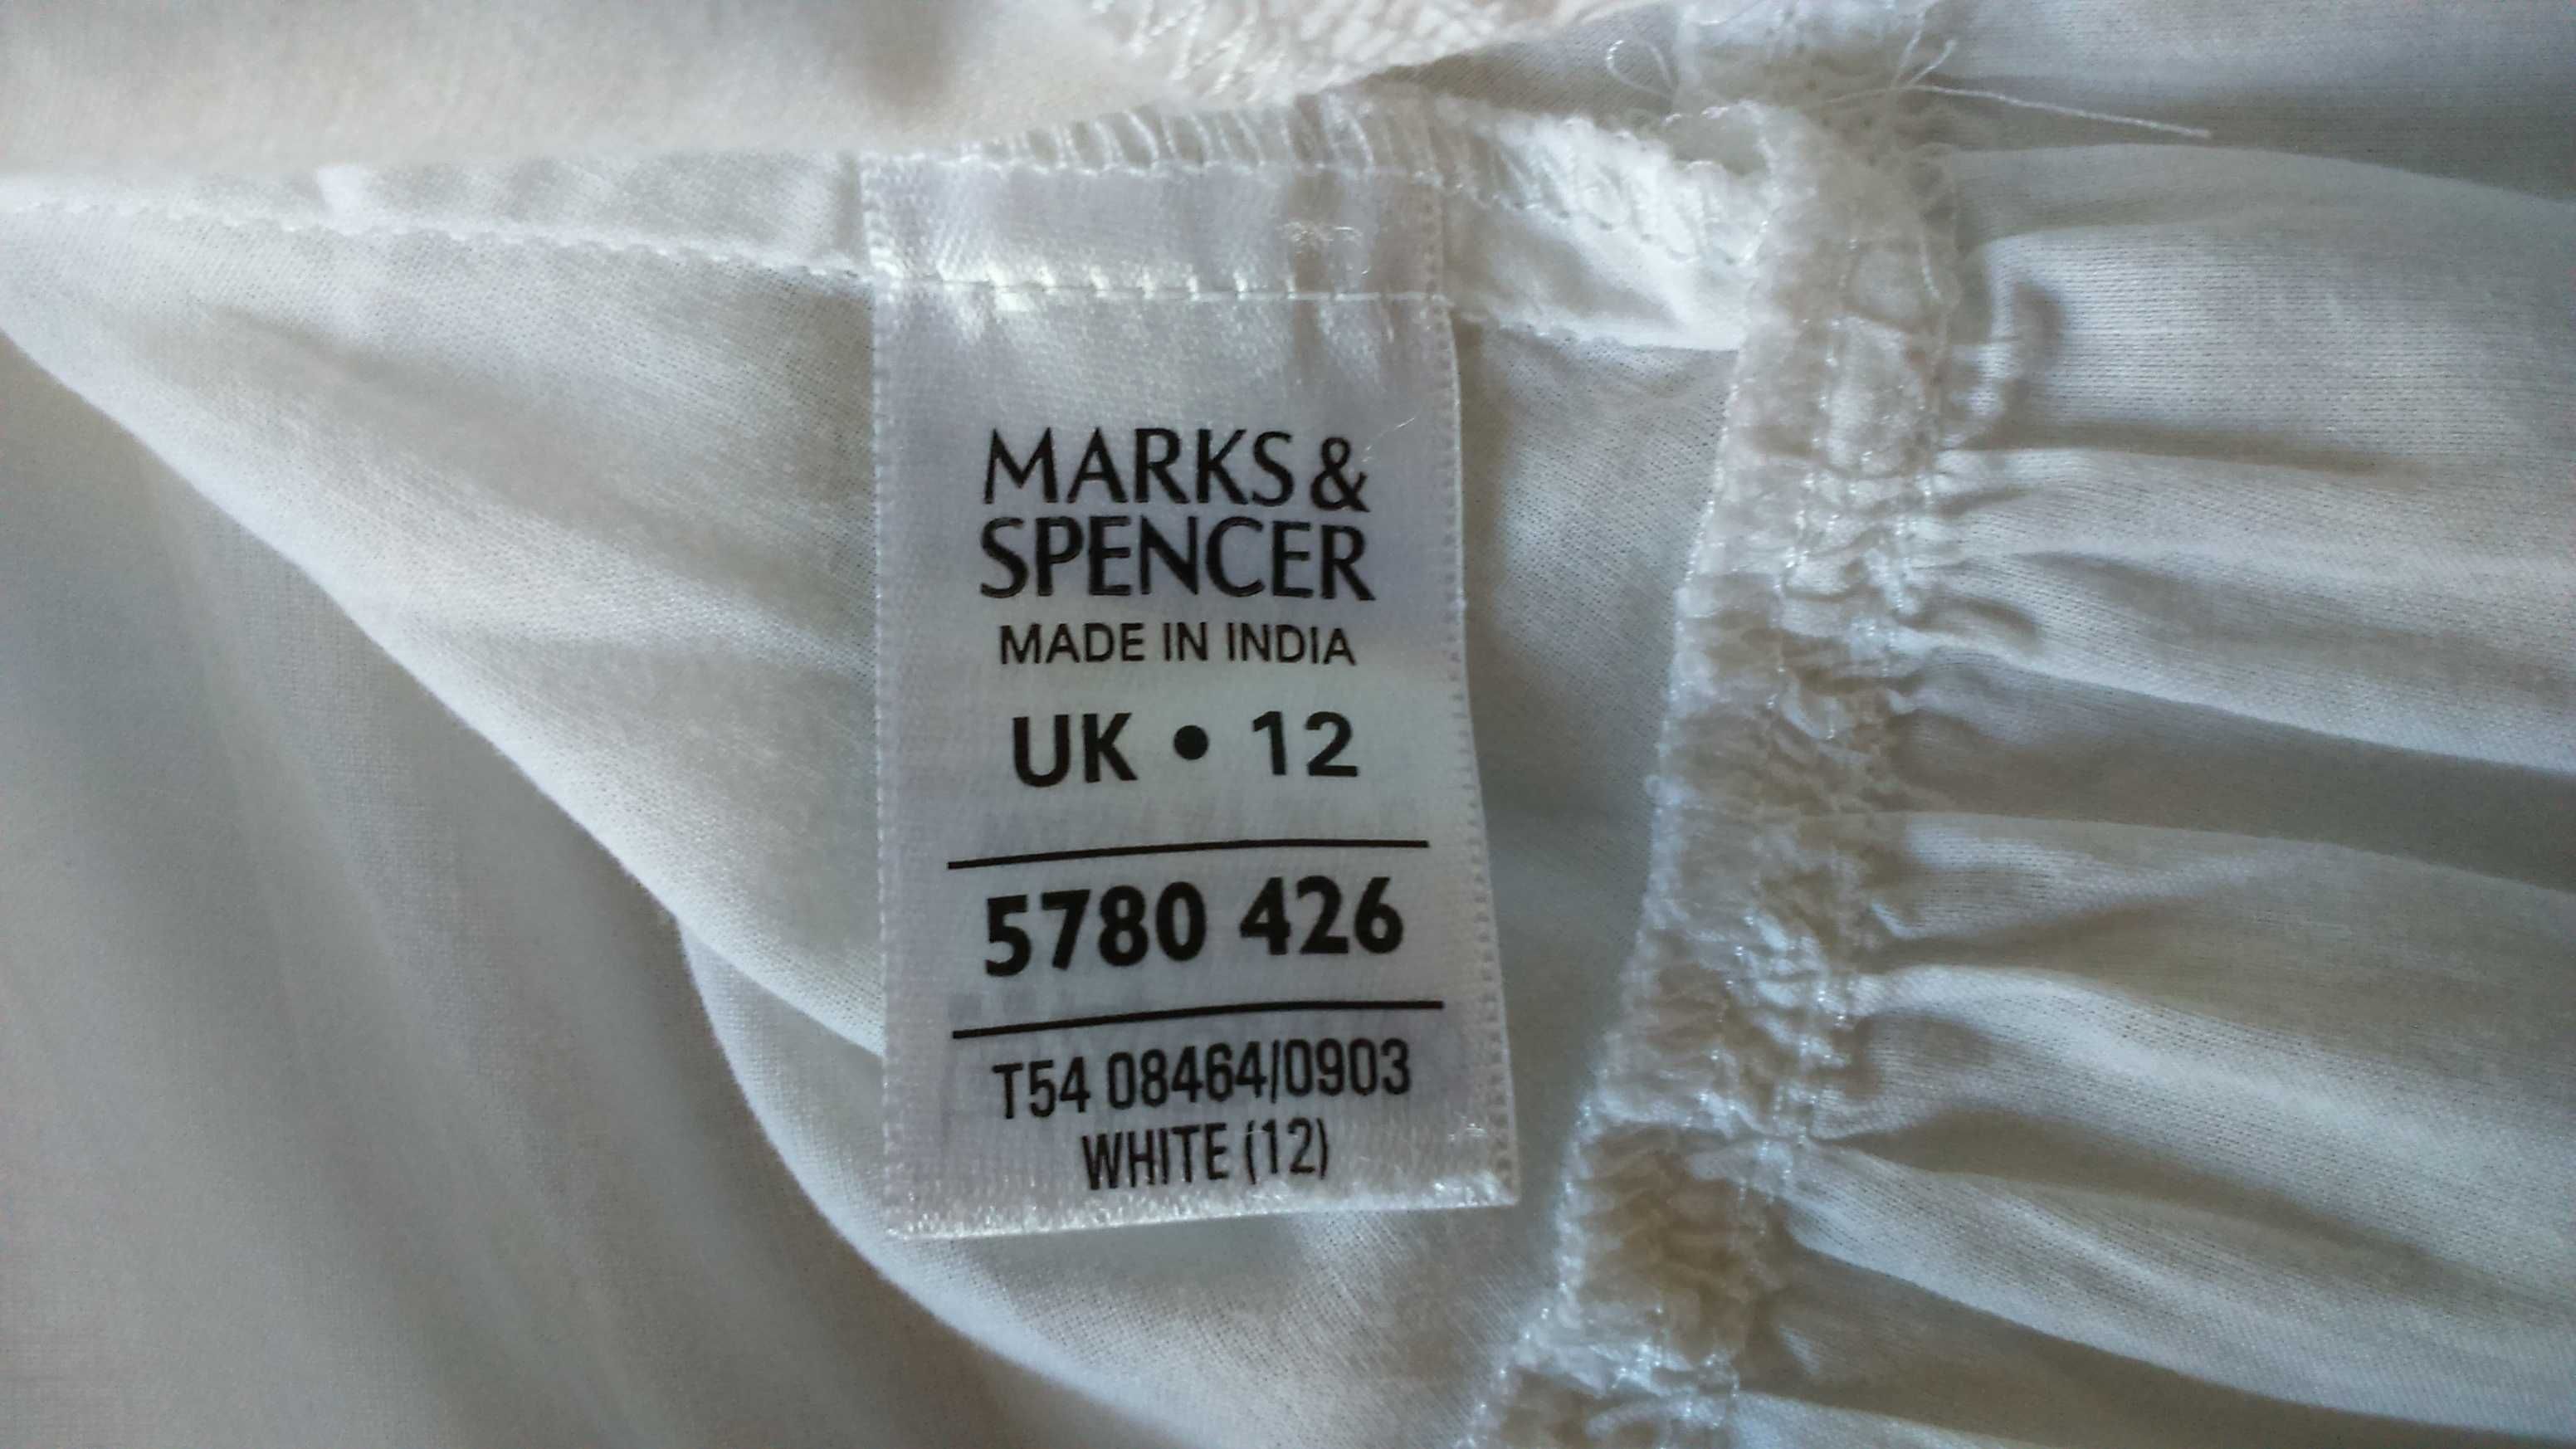 MARKS &
SPENCER
MADE IN INDIA
UK • 12
5780 426
T54 08464/0903
WHITE (12)